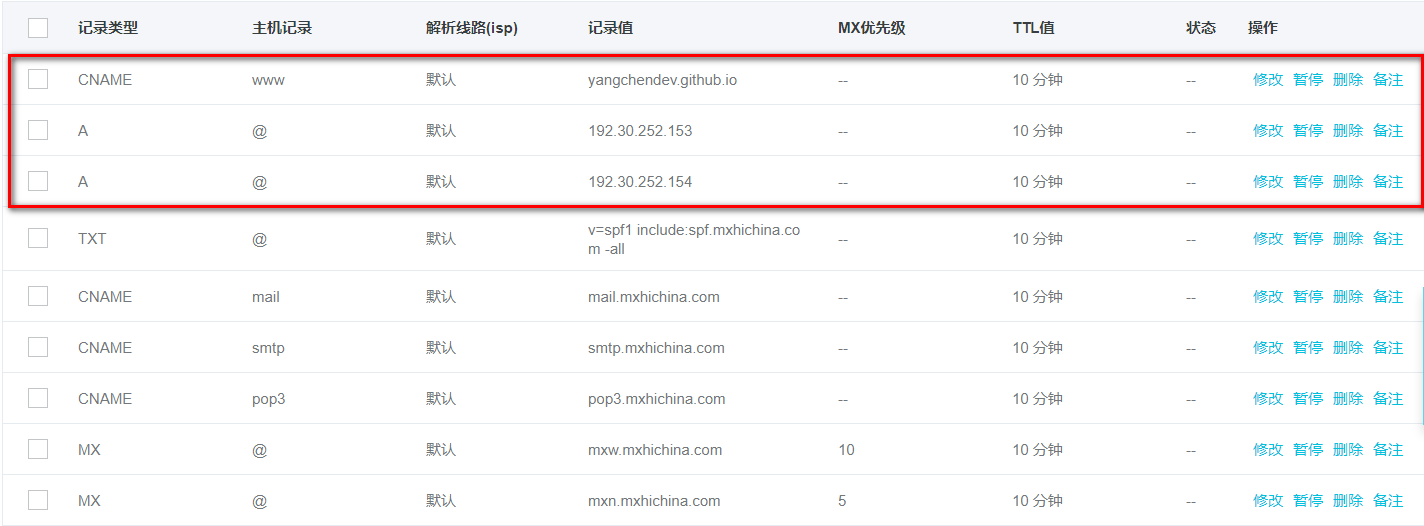 记录类型 主机记录 解析线路(isp) 记录值 MX优先级 TTL值 状态 操作
CNAME www 默认 yangchendev.github.io -- 10 分钟 -- 修改 暂停 删除 备注
A @ 默认 192.30.252.153 -- 10 分钟 -- 修改 暂停 删除 备注
A @ 默认 192.30.252.154 -- 10 分钟 -- 修改 暂停 删除 备注
TXT @ 默认 v=spf1 include:spf.mxhichina.co -- 10 分钟 -- 修改 暂停 删除 备注
m -all
CNAME mail 默认 mail.mxhichina.com -- 10 分钟 -- 修改 暂停 删除 备注
CNAME smtp 默认 smtp.mxhichina.com -- 10 分钟 -- 修改 暂停 删除 备注
CNAME pop3 默认 pop3.mxhichina.com -- 10 分钟 -- 修改 暂停 删除 备注
MX @ 默认 mxw.mxhichina.com 10 10 分钟 -- 修改 暂停 删除 备注
MX @ 默认 mxn.mxhichina.com 5 10 分钟 -- 修改 暂停 删除 备注